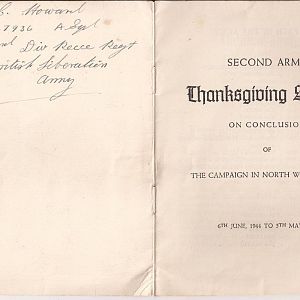 C. Howard
7936 A Sgt
Div Recce Regt
British Liberation
Army
SECOND ARM
Thanksgiving S
ON CONCLUSIO
OF
THE CAMPAIGN IN NORTH W
6TH JUNE, 1944 TO 5TH MAY